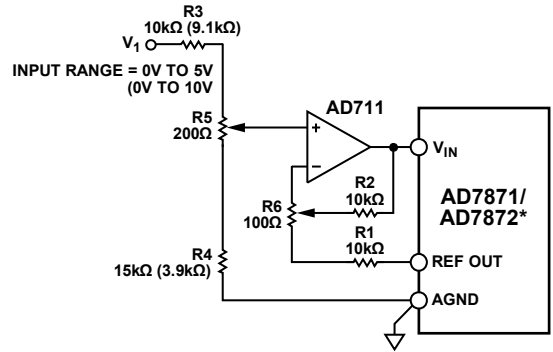 R3
10kΩ (9.1kΩ)
V1
INPUT RANGE = 0V TO 5V
(0V TO 10V
R5
200Ω
AD711
+
–
VIN
R2
10kΩ
AD7871/
AD7872*
R6
100Ω
R1
10kΩ
REF OUT
R4
15kΩ (3.9kΩ)
AGND